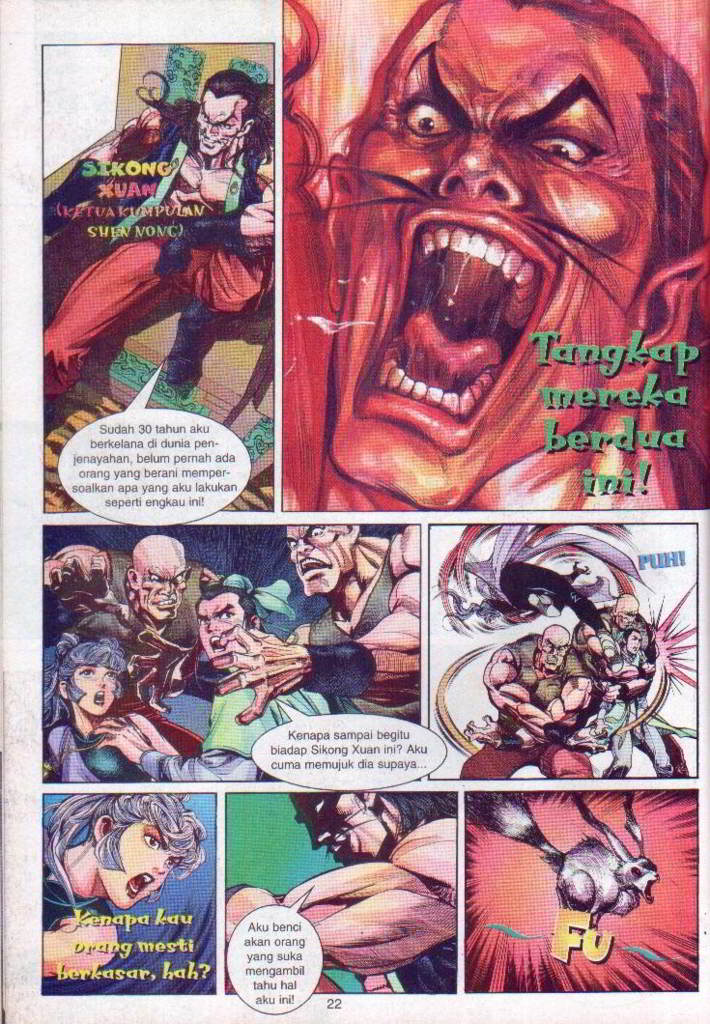 SIKONG
XUAN
(KETUA KUMPULAN
SHEN NONG)
Sudah 30 tahun aku
berkelana di dunia pen-
jenayahan, belum pernah ada
orang yang berani memper-
soalkan apa yang aku lakukan
seperti engkau ini!
Tangkap
mereka
berdua
ini!
Kenapa sampai begitu
biadap Sikong Xuan ini? Aku
cuma memujuk dia supaya...
PUH!
Kenapa kau
orang mesti
berkasar, hah?
Aku benci
akan orang
yang suka
mengambil
tahu hal
aku ini!
Fu
22